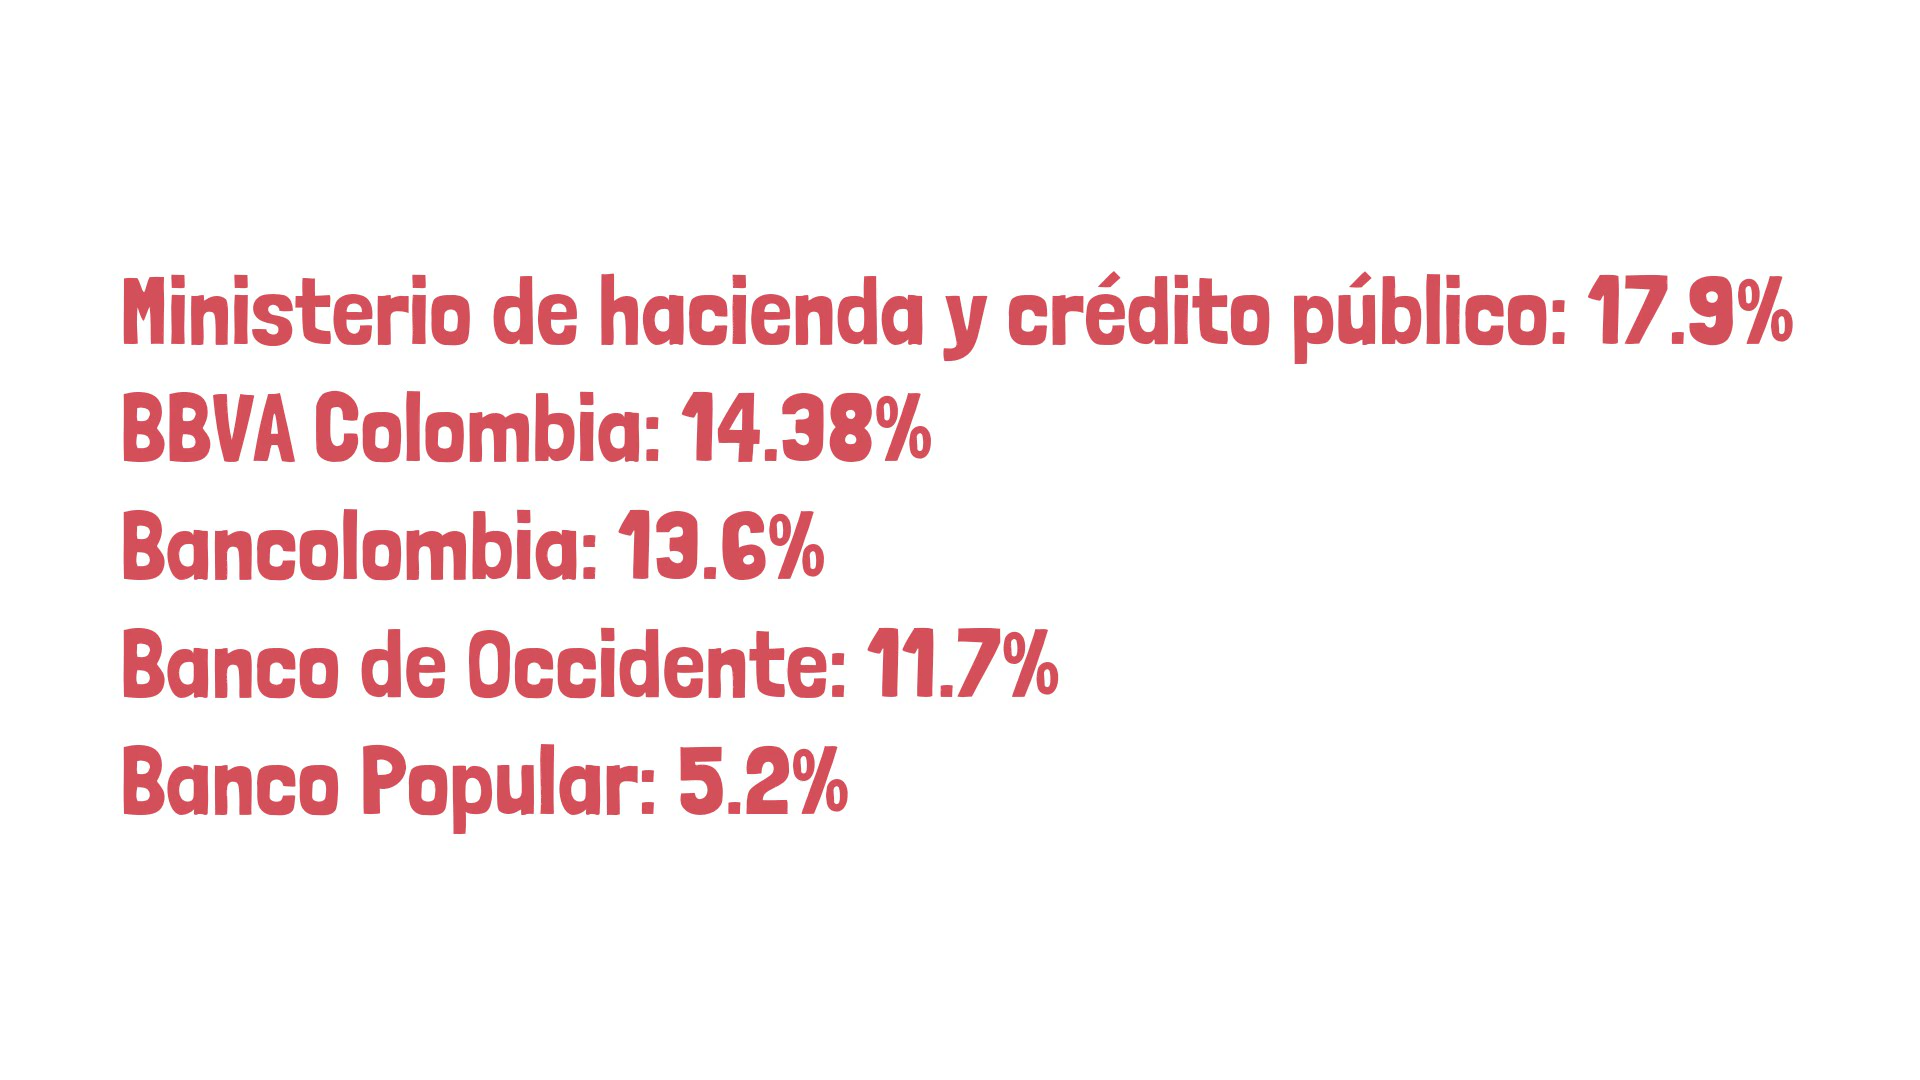 Ministerio de hacienda y crédito público: 17.9%
BBVA Colombia: 14.38%
Bancolombia: 13.6%
Banco de Occidente: 11.7%
Banco Popular: 5.2%